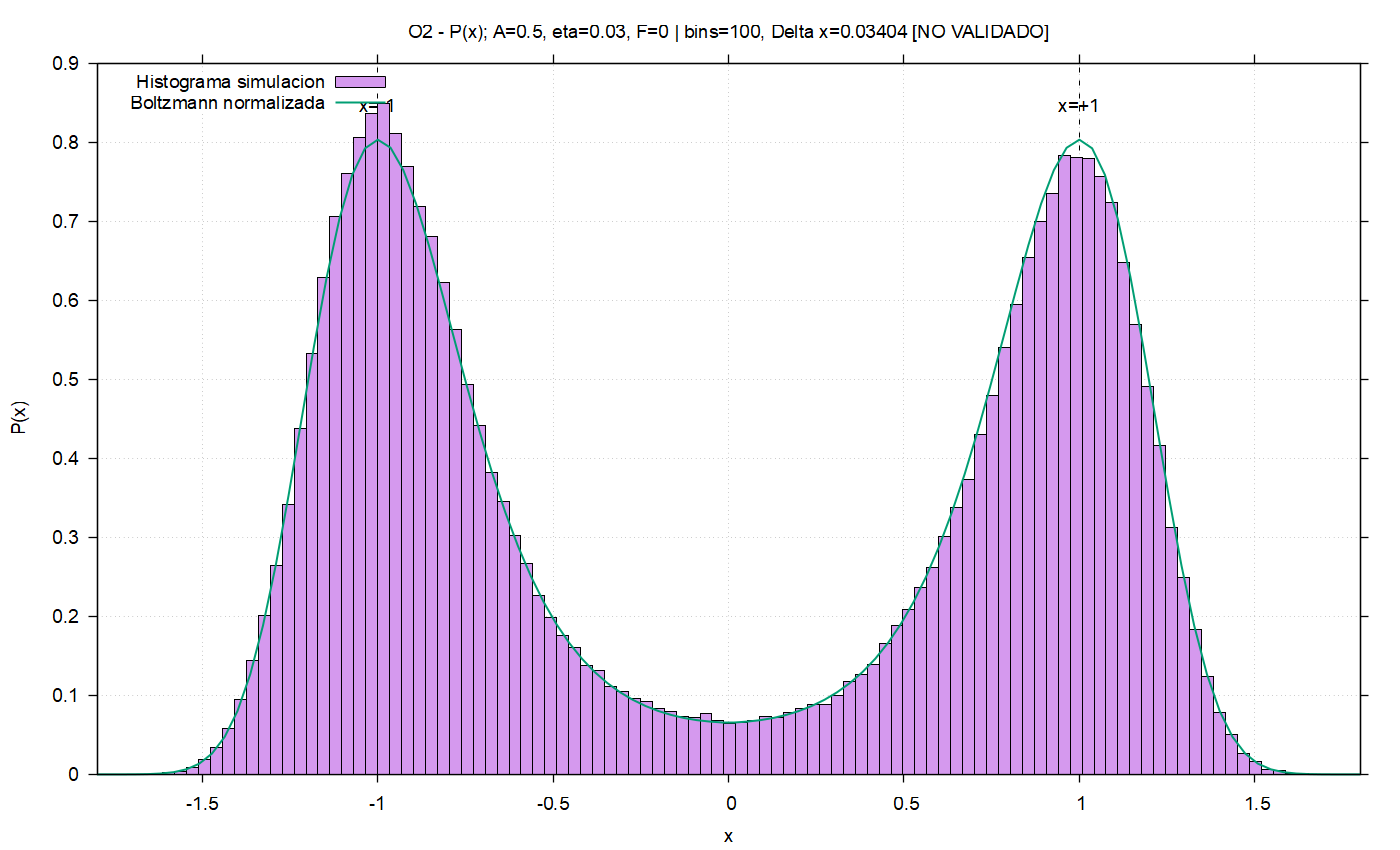 O2 - P(x); A=0.5, eta=0.03, F=0 | bins=100, Delta x=0.03404 [NO VALIDADO]
0.9
Histograma simulacion
Boltzmann normalizada
x=-1
x=+1
0.8
0.7
0.6
0.5
P(x)
0.4
0.3
0.2
0.1
0
-1.5
-1
-0.5
0
0.5
1
1.5
x